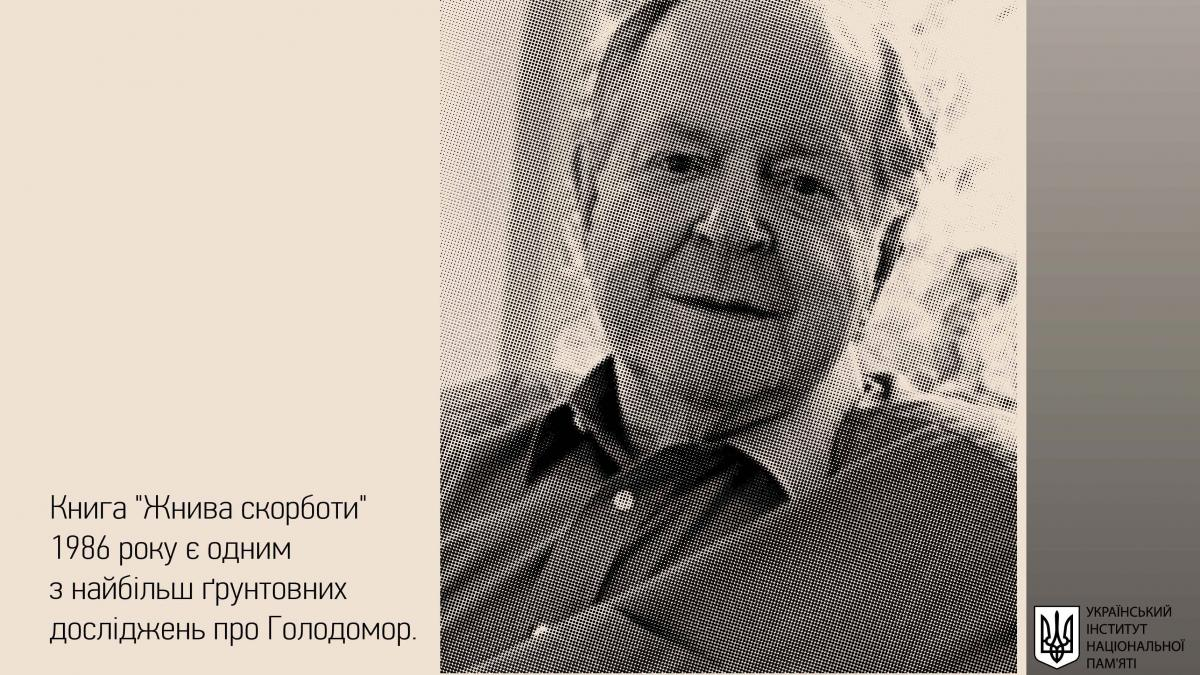 Книга "Жнива скорботи"
1986 року є одним
з найбільш ґрунтовних
досліджень про Голодомор.
УКРАЇНСЬКИЙ
ІНСТИТУТ
НАЦІОНАЛЬНОЇ
ПАМ'ЯТІ